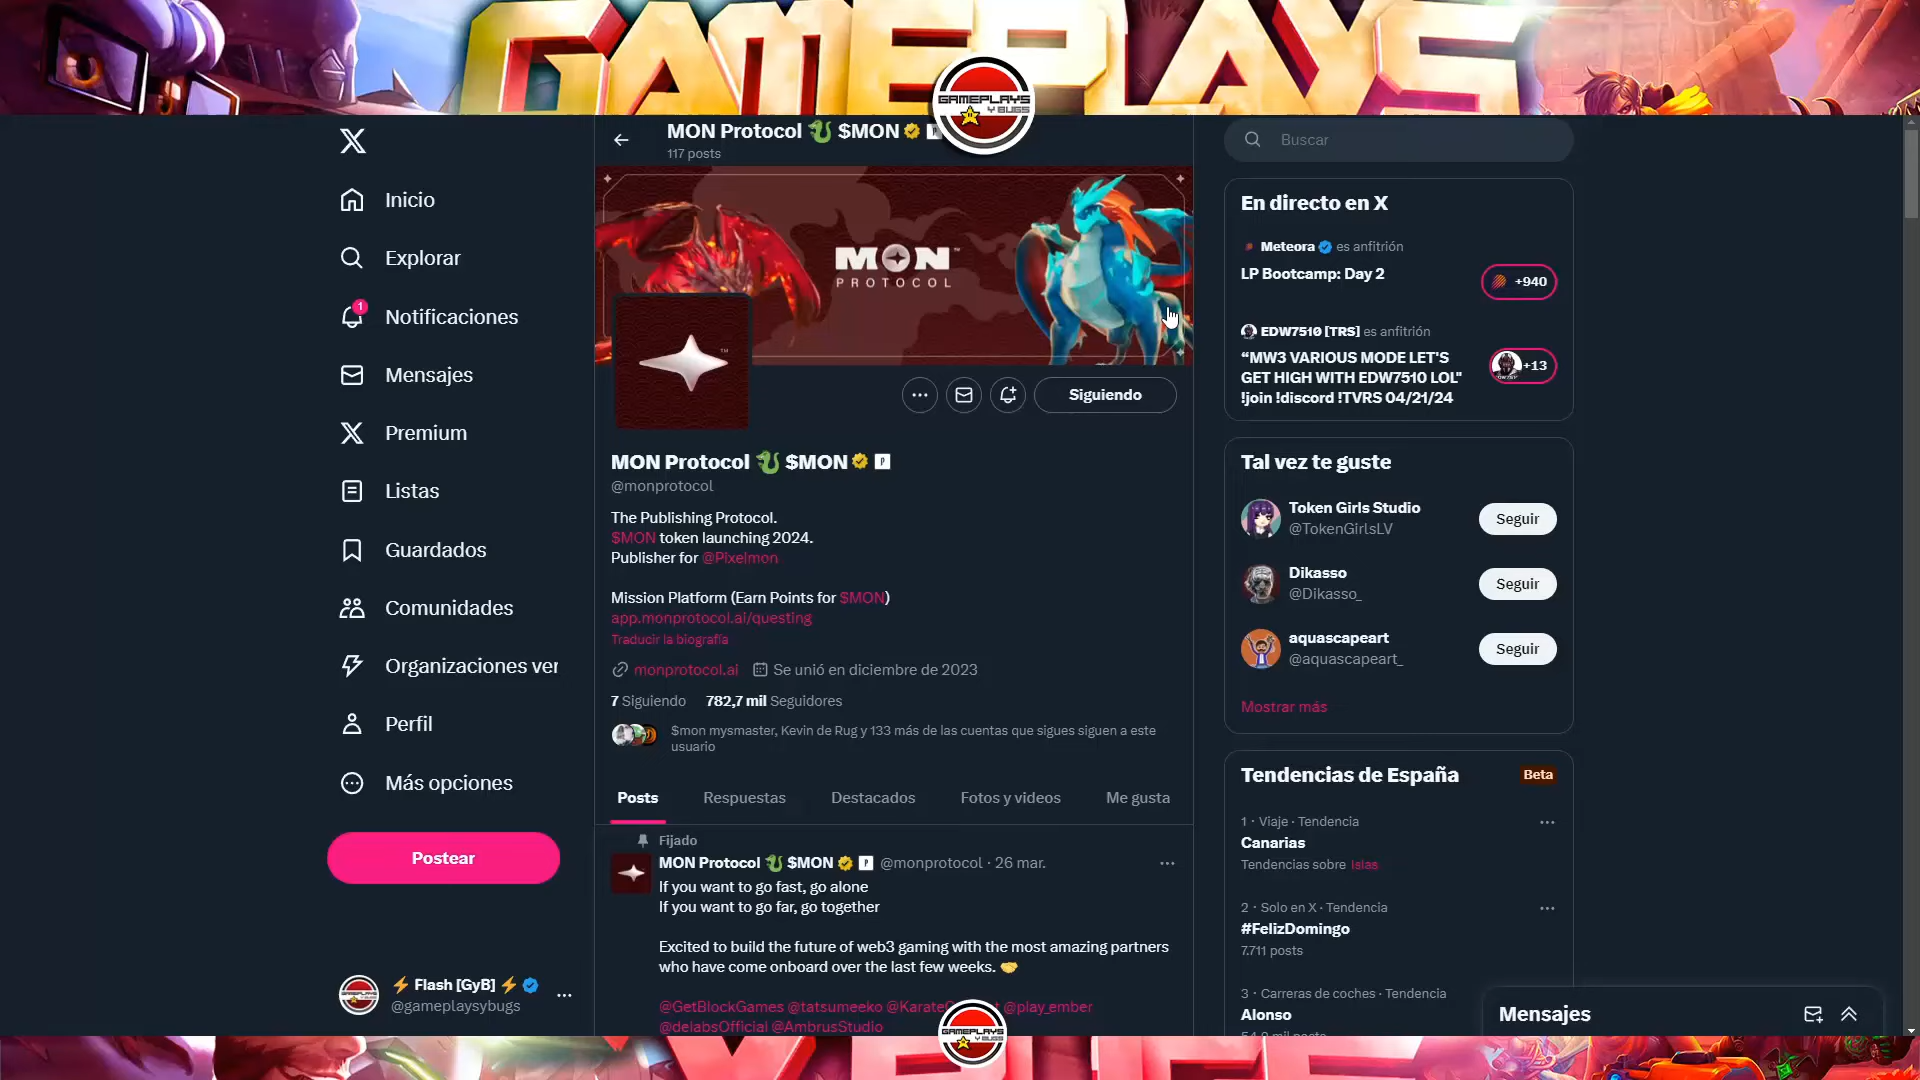 GAMEPLAYS
GAMEPLAYS
Y BUGS
MON Protocol $MON
117 posts
Inicio
Explorar
1
Notificaciones
Mensajes
Premium
Listas
Guardados
Comunidades
Organizaciones ver
Perfil
Más opciones
Postear
Flash [GyB]
@gameplaysybugs
MON™
PROTOCOL
Siguiendo
MON Protocol $MON
@monprotocol
The Publishing Protocol.
$MON token launching 2024.
Publisher for @Pixelmon
Mission Platform (Earn Points for $MON)
app.monprotocol.ai/questing
Traducir la biografía
monprotocol.ai Se unió en diciembre de 2023
7 Siguiendo 782,7 mil Seguidores
$mon mysmaster, Kevin de Rug y 133 más de las cuentas que sigues siguen a este
usuario
Posts Respuestas Destacados Fotos y videos Me gusta
Fijado
MON Protocol $MON @monprotocol · 26 mar.
If you want to go fast, go alone
If you want to go far, go together
Excited to build the future of web3 gaming with the most amazing partners
who have come onboard over the last few weeks.
@GetBlockGames @tatsumeeko @play_ember
@delabsOfficial @AmbrusStudio
Buscar
En directo en X
Meteora es anfitrión
LP Bootcamp: Day 2
+940
EDW7510 [TRS] es anfitrión
“MW3 VARIOUS MODE LET'S
GET HIGH WITH EDW7510 LOL"
!join !discord !TVRS 04/21/24
+13
Tal vez te guste
Token Girls Studio
@TokenGirlsLV
Seguir
Dikasso
@Dikasso_
Seguir
aquascapeart
@aquascapeart_
Seguir
Mostrar más
Tendencias de España
Beta
1 · Viaje · Tendencia
Canarias
Tendencias sobre Islas
2 · Solo en X · Tendencia
#FelizDomingo
7.711 posts
3 · Carreras de coches · Tendencia
Alonso
Mensajes
GAMEPLAYS
Y BUGS